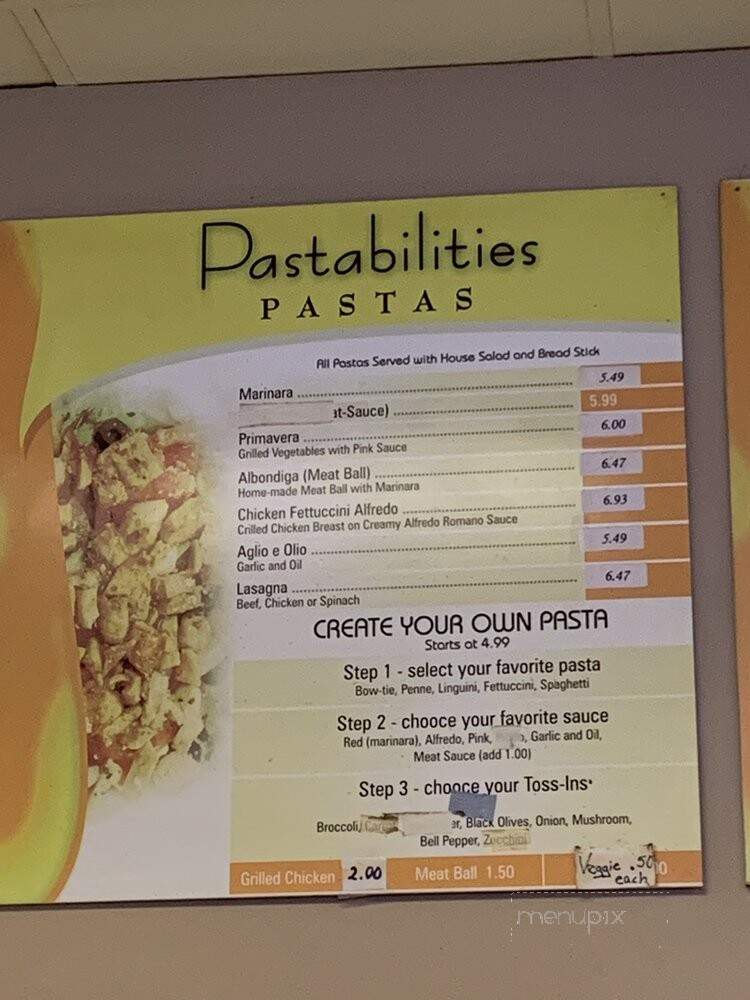 Pastabilities
PASTAS
All Pastas Served with House Salad and Bread Stick
Marinara 5.49
at-Sauce) 5.99
Primavera 6.00
Grilled Vegetables with Pink Sauce
Albondiga (Meat Ball) 6.47
Home-made Meat Ball with Marinara
Chicken Fettuccini Alfredo 6.93
Crilled Chicken Breast on Creamy Alfredo Romano Sauce
Aglio e Olio 5.49
Garlic and Oil
Lasagna 6.47
Beef, Chicken or Spinach
CREATE YOUR OWN PASTA
Starts at 4.99
Step 1 - select your favorite pasta
Bow-tie, Penne, Linguini, Fettuccini, Spaghetti
Step 2 - chooce your favorite sauce
Red (marinara), Alfredo, Pink, Garlic and Oil,
Meat Sauce (add 1.00)
Step 3 - chooce your Toss-Ins*
Broccoli, Black Olives, Onion, Mushroom,
Bell Pepper, Zucchini
Grilled Chicken 2.00 Meat Ball 1.50 Veggie .50
each
menupix